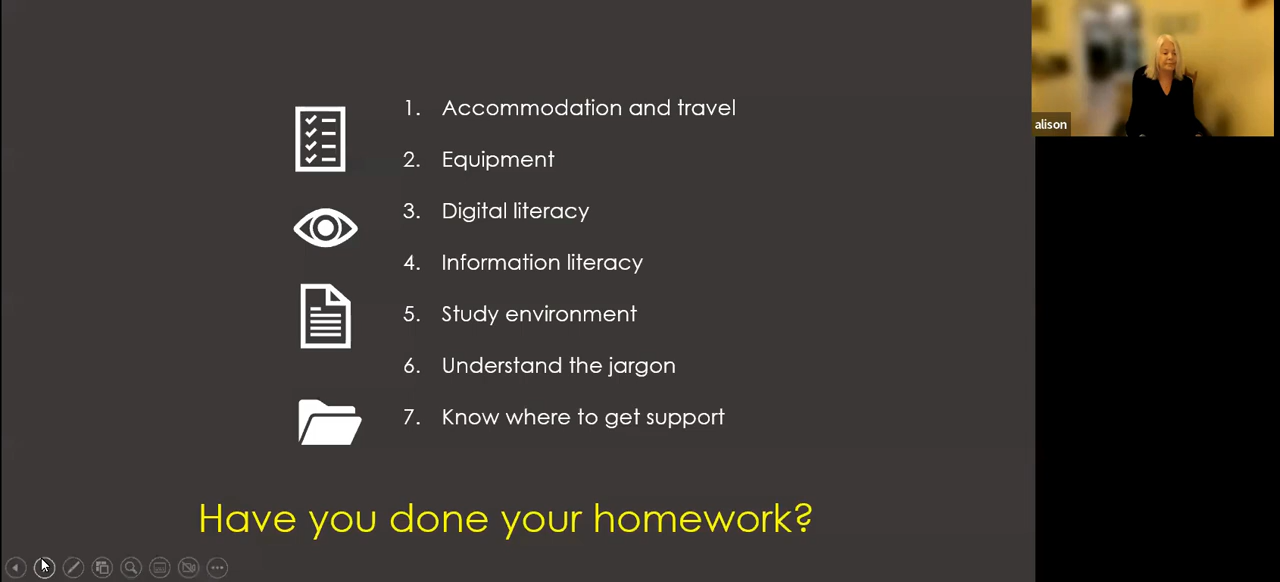 1. Accommodation and travel
2. Equipment
3. Digital literacy
4. Information literacy
5. Study environment
6. Understand the jargon
7. Know where to get support
Have you done your homework?
alison